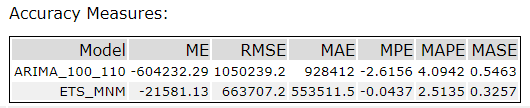 Accuracy Measures:
Model ME RMSE MAE MPE MAPE MASE
ARIMA_100_110 -604232.29 1050239.2 928412 -2.6156 4.0942 0.5463
ETS_MNM -21581.13 663707.2 553511.5 -0.0437 2.5135 0.3257